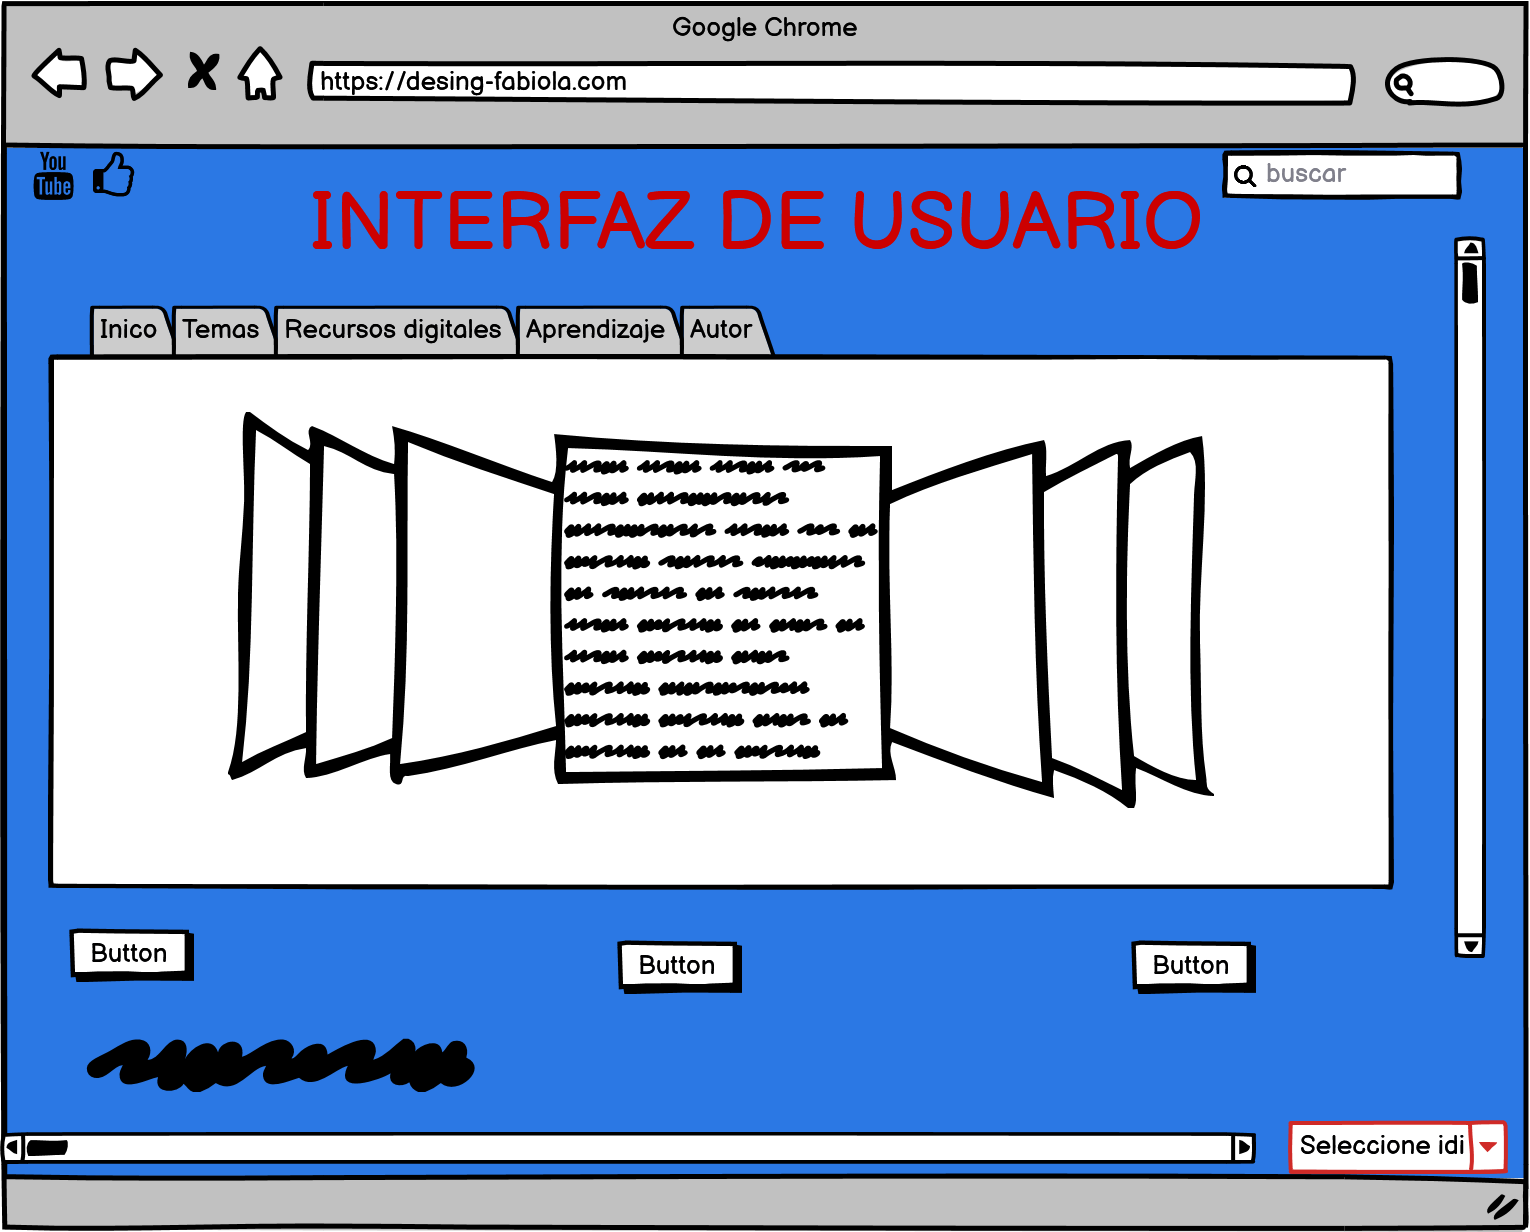 Google Chrome
https://desing-fabiola.com
You
Tube
buscar
INTERFAZ DE USUARIO
Inico
Temas
Recursos digitales
Aprendizaje
Autor
Button
Button
Button
Seleccione idi